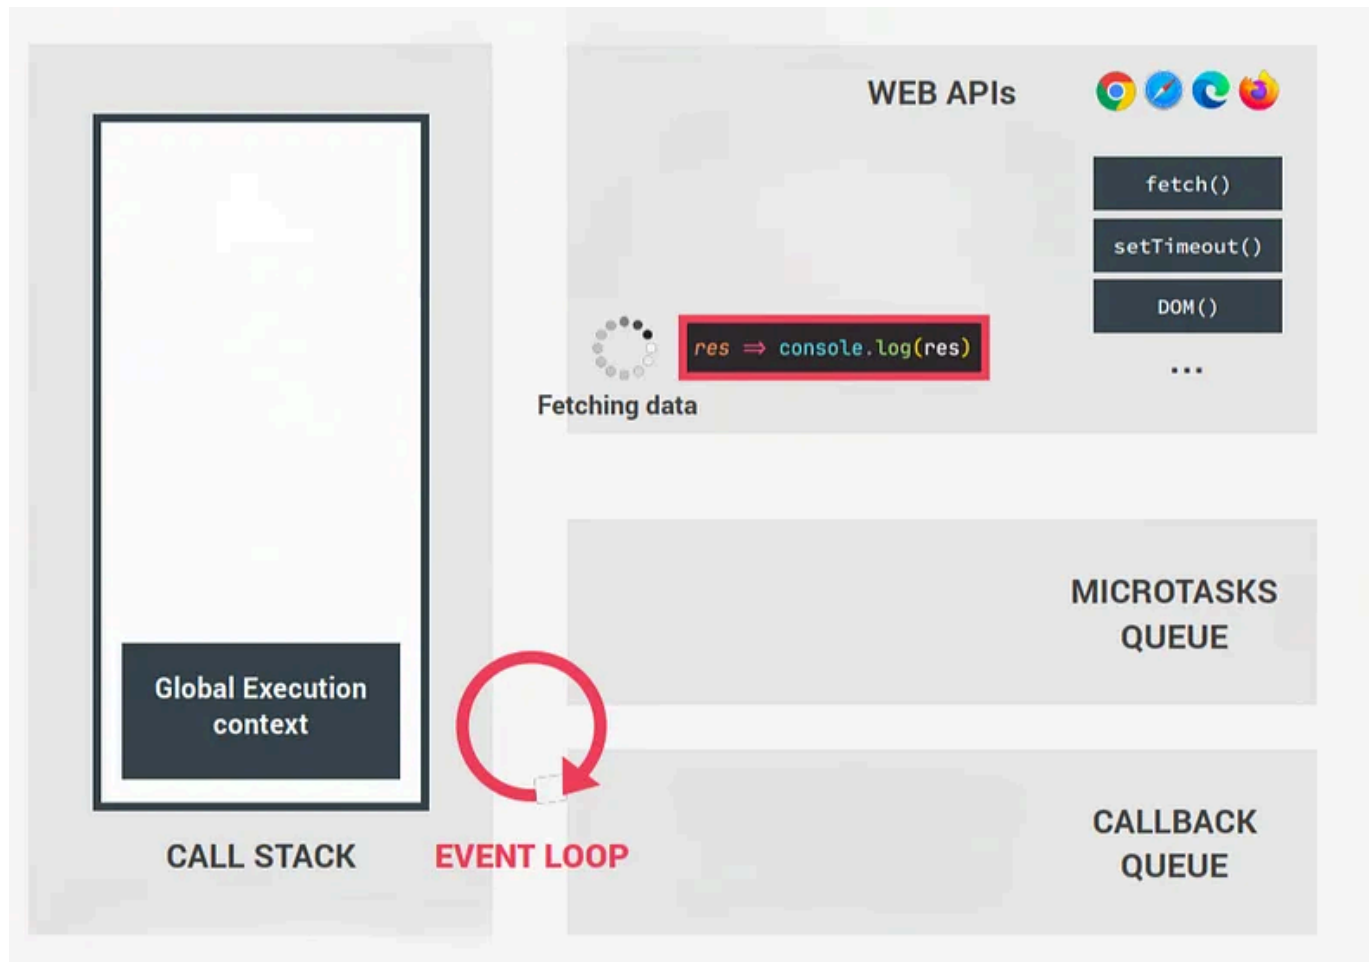 WEB APIs
fetch()
setTimeout()
DOM()
...
res => console.log(res)
Fetching data
MICROTASKS
QUEUE
Global Execution
context
CALL STACK
EVENT LOOP
CALLBACK
QUEUE